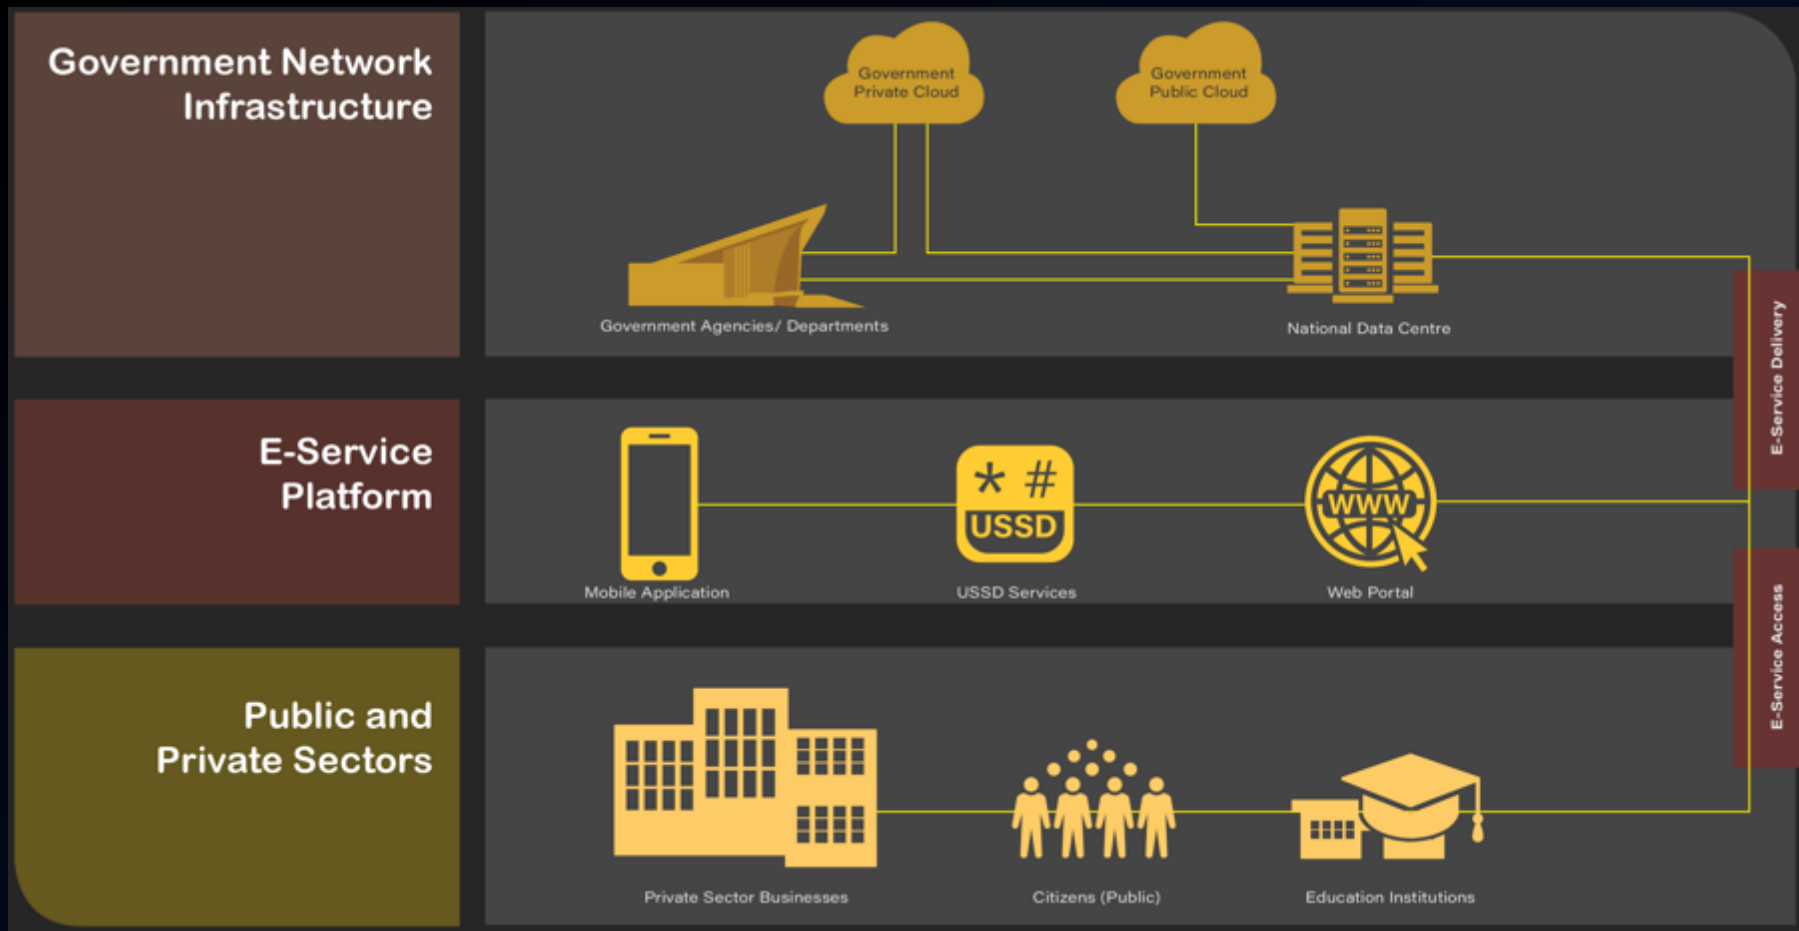 Government Network
Infrastructure
Government
Private Cloud
Government
Public Cloud
Government Agencies/ Departments
National Data Centre
E-Service Delivery
E-Service
Platform
* #
USSD
WWW
Mobile Application
USSD Services
Web Portal
E-Service Access
Public and
Private Sectors
Private Sector Businesses
Citizens (Public)
Education Institutions